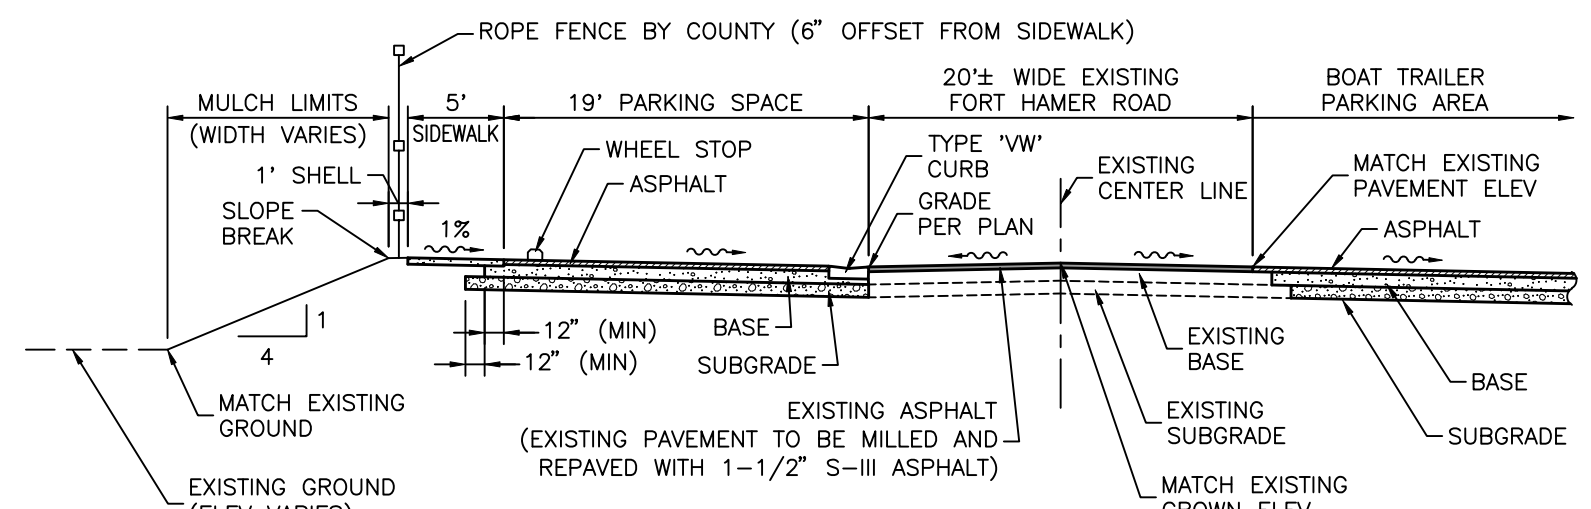 ROPE FENCE BY COUNTY (6" OFFSET FROM SIDEWALK)
MULCH LIMITS
(WIDTH VARIES)
5'
SIDEWALK
19' PARKING SPACE
20'± WIDE EXISTING
FORT HAMER ROAD
BOAT TRAILER
PARKING AREA
1' SHELL
SLOPE
BREAK
1%
WHEEL STOP
ASPHALT
TYPE 'VW'
CURB
GRADE
PER PLAN
EXISTING
CENTER LINE
MATCH EXISTING
PAVEMENT ELEV
ASPHALT
1
4
12" (MIN)
12" (MIN)
BASE
SUBGRADE
EXISTING
BASE
BASE
MATCH EXISTING
GROUND
EXISTING ASPHALT
(EXISTING PAVEMENT TO BE MILLED AND
REPAVED WITH 1-1/2" S-III ASPHALT)
EXISTING
SUBGRADE
SUBGRADE
EXISTING GROUND
(ELEV VARIES)
MATCH EXISTING
CROWN ELEV